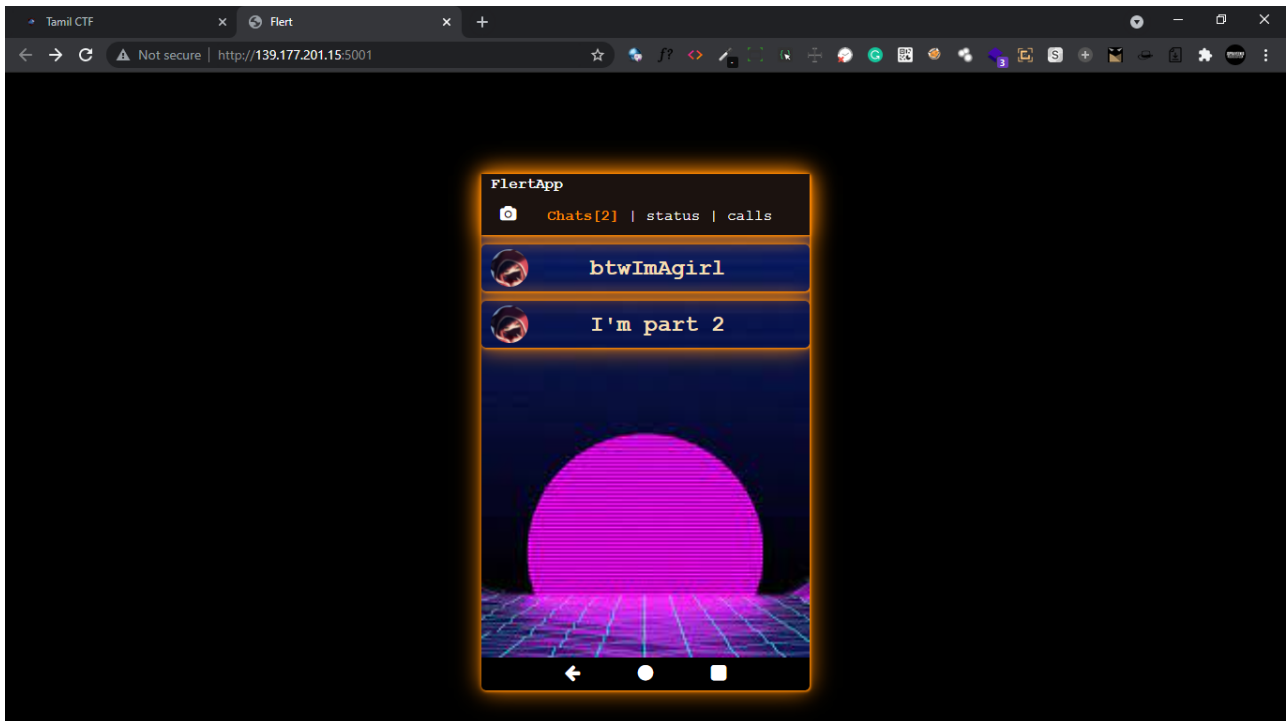 Tamil CTF
Flert
Not secure | http://139.177.201.15:5001
FlertApp
Chats[2] | status | calls
btwImAgirl
I'm part 2